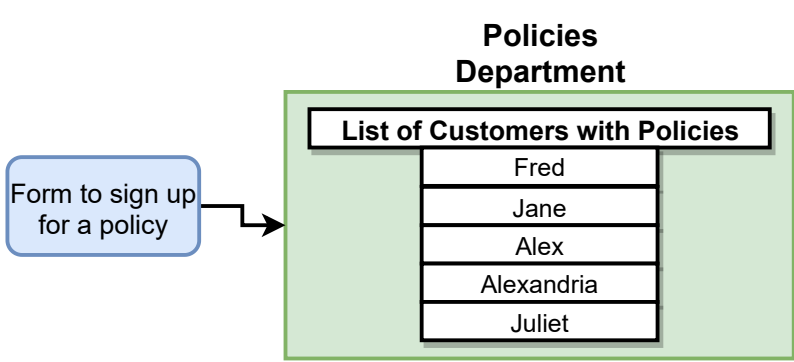 Policies
Department
List of Customers with Policies
Form to sign up
for a policy
Fred
Jane
Alex
Alexandria
Juliet